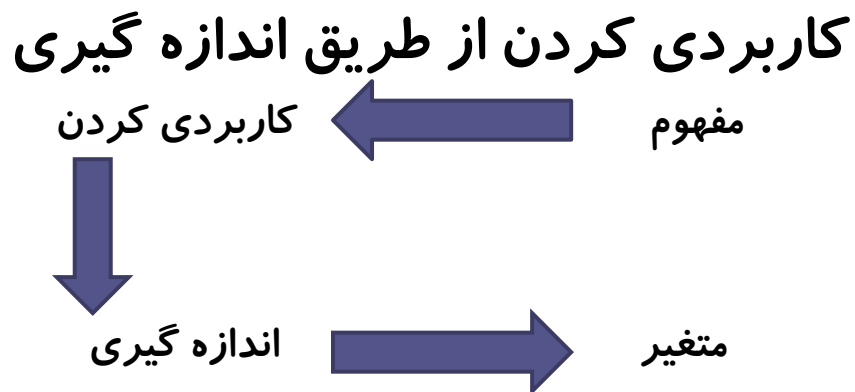 کاربردی کردن از طریق اندازه گیری
مفهوم
کاربردی کردن
اندازه گیری
متغیر